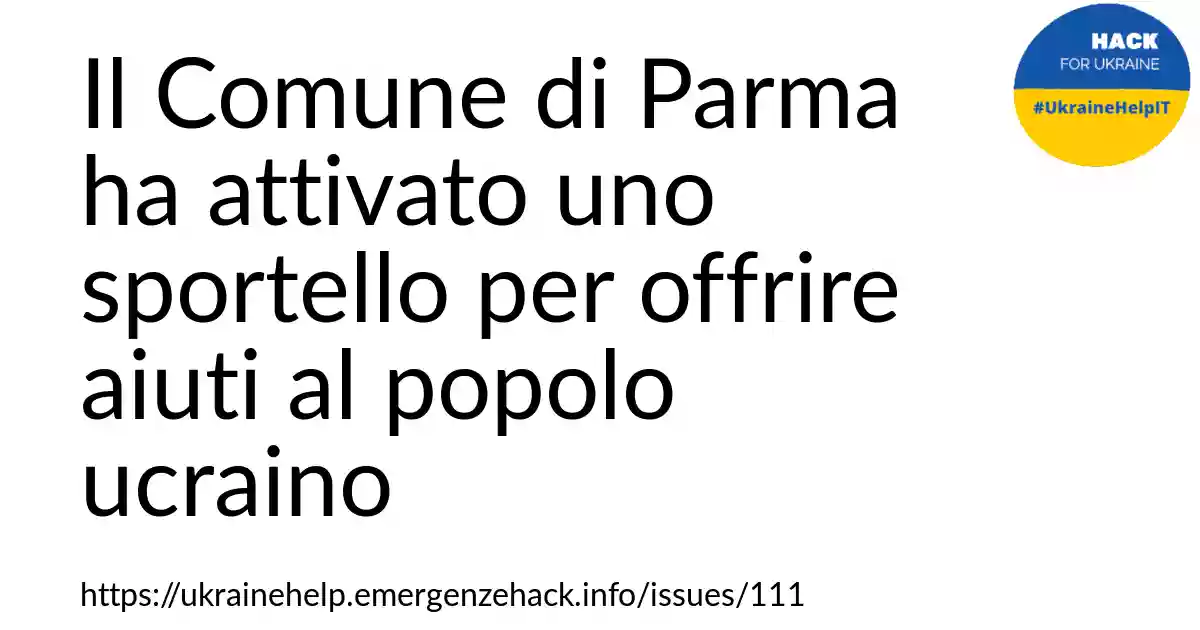 HACK
FOR UKRAINE
#UkraineHelpIT
Il Comune di Parma
ha attivato uno
sportello per offrire
aiuti al popolo
ucraino
https://ukrainehelp.emergenzehack.info/issues/111